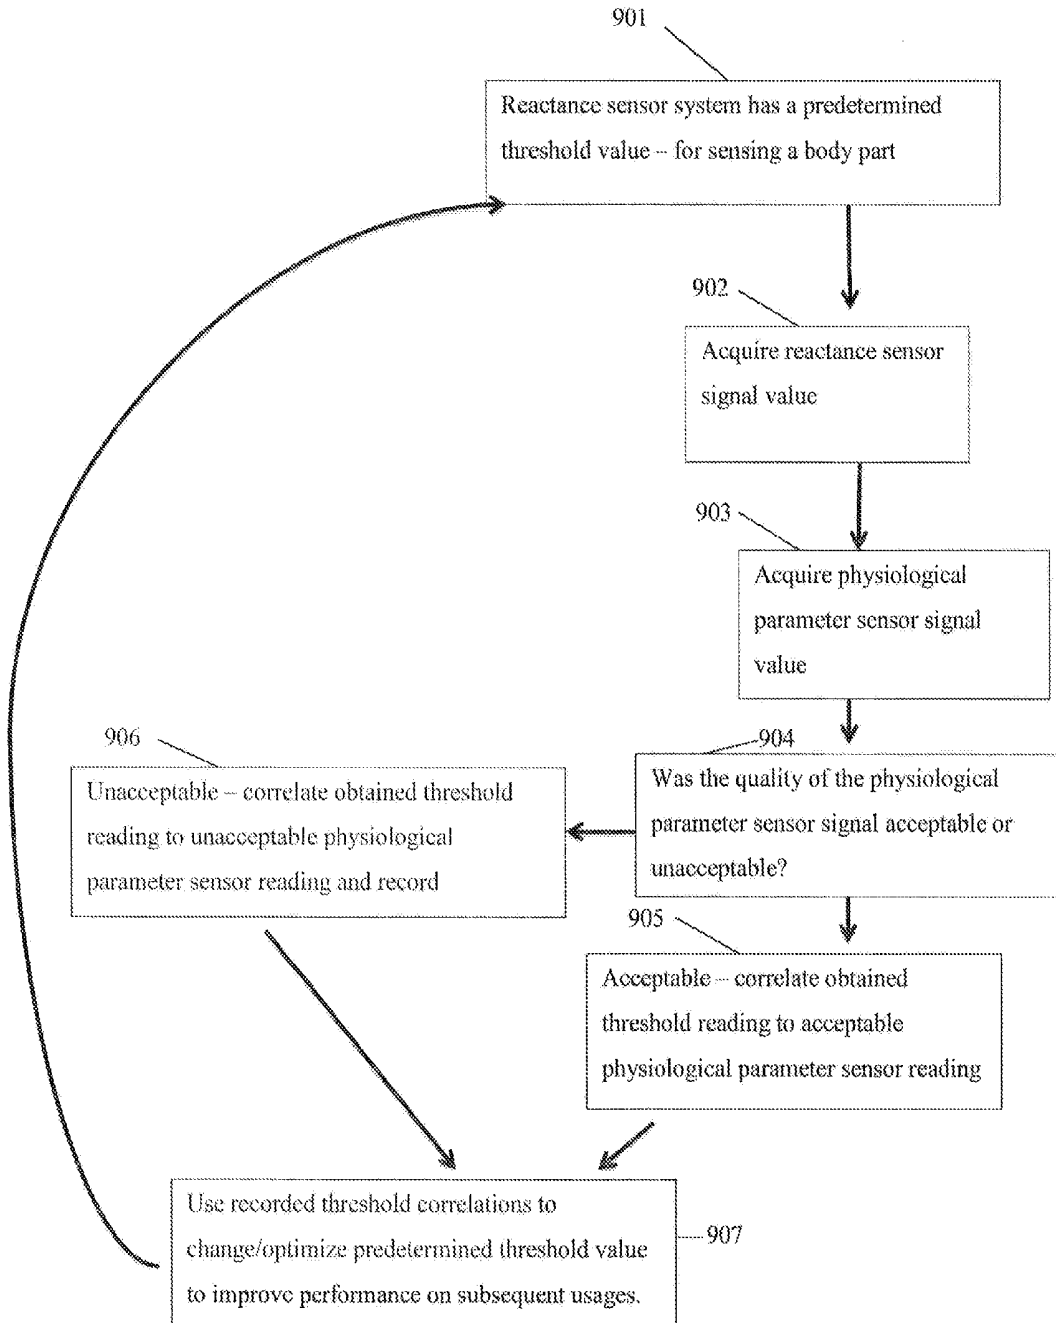 901
Reactance sensor system has a predetermined
threshold value – for sensing a body part
902
Acquire reactance sensor
signal value
903
Acquire physiological
parameter sensor signal
value
904
Was the quality of the physiological
parameter sensor signal acceptable or
unacceptable?
906
Unacceptable – correlate obtained threshold
reading to unacceptable physiological
parameter sensor reading and record
905
Acceptable – correlate obtained
threshold reading to acceptable
physiological parameter sensor reading
Use recorded threshold correlations to
change/optimize predetermined threshold value
to improve performance on subsequent usages.
907